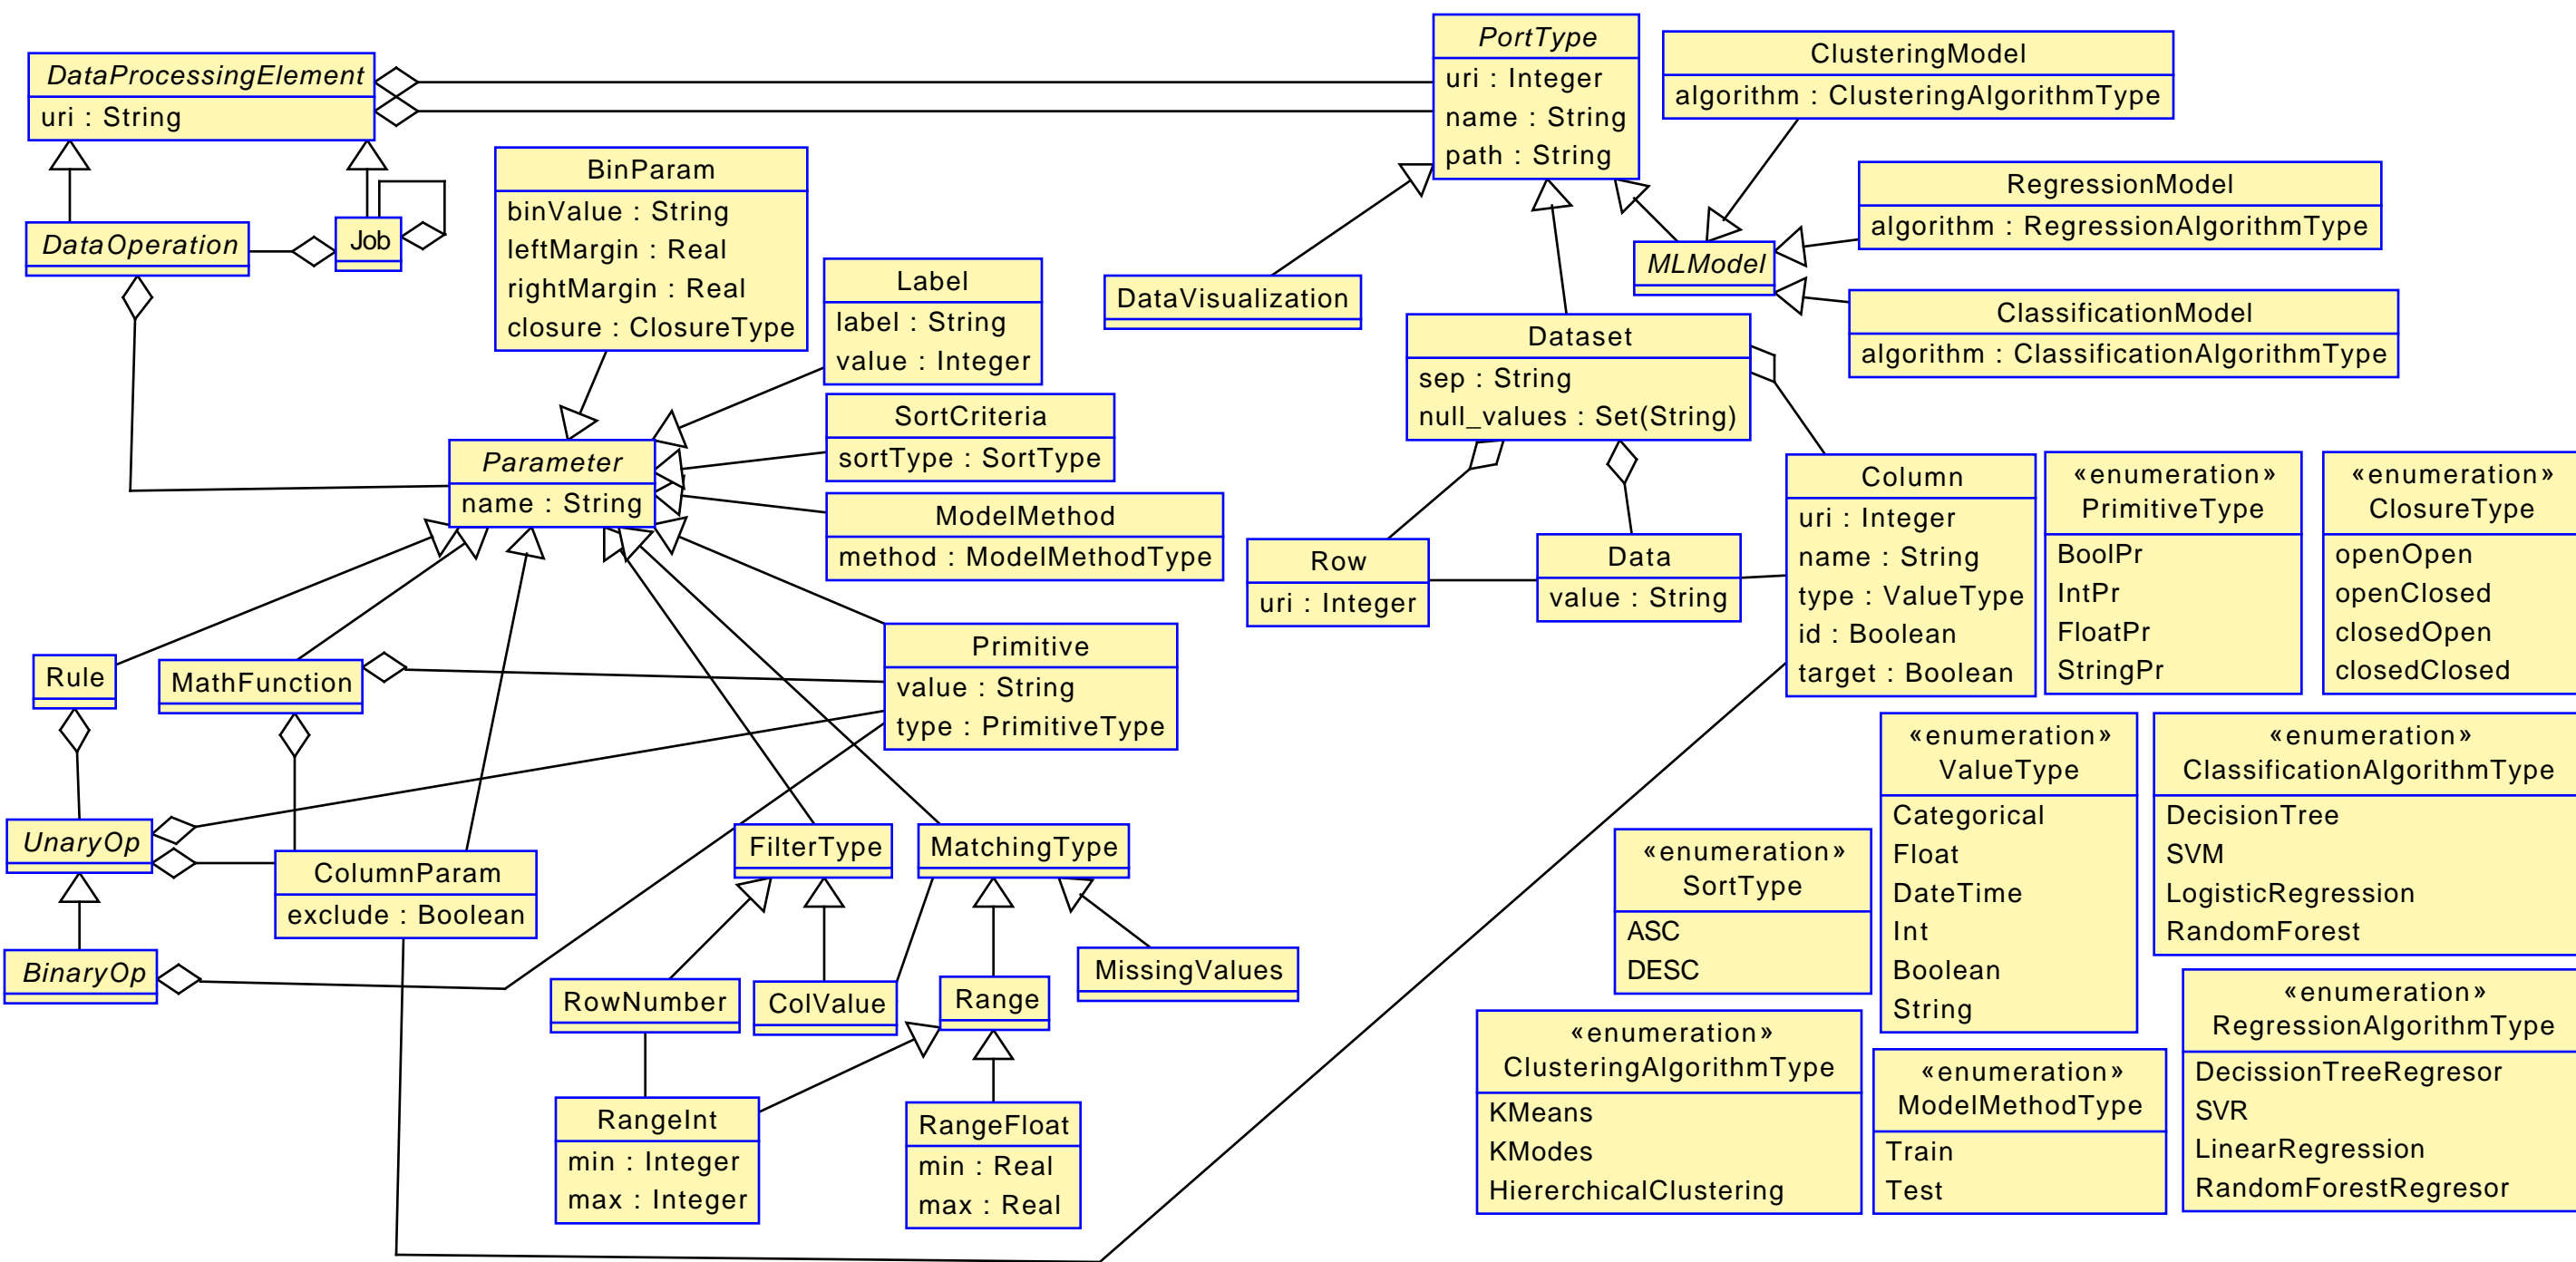 DataProcessingElement
uri : String
PortType
uri : Integer
name : String
path : String
ClusteringModel
algorithm : ClusteringAlgorithmType
BinParam
binValue : String
leftMargin : Real
rightMargin : Real
closure : ClosureType
RegressionModel
algorithm : RegressionAlgorithmType
DataOperation
Job
MLModel
Label
label : String
value : Integer
DataVisualization
ClassificationModel
algorithm : ClassificationAlgorithmType
Dataset
sep : String
null_values : Set(String)
SortCriteria
sortType : SortType
Parameter
name : String
ModelMethod
method : ModelMethodType
Column
uri : Integer
name : String
type : ValueType
id : Boolean
target : Boolean
«enumeration»
PrimitiveType
BoolPr
IntPr
FloatPr
StringPr
«enumeration»
ClosureType
openOpen
openClosed
closedOpen
closedClosed
Row
uri : Integer
Data
value : String
Rule
MathFunction
Primitive
value : String
type : PrimitiveType
«enumeration»
ValueType
Categorical
Float
DateTime
Int
Boolean
String
«enumeration»
ClassificationAlgorithmType
DecisionTree
SVM
LogisticRegression
RandomForest
UnaryOp
ColumnParam
exclude : Boolean
FilterType
MatchingType
«enumeration»
SortType
ASC
DESC
BinaryOp
RowNumber
ColValue
Range
MissingValues
«enumeration»
RegressionAlgorithmType
DecissionTreeRegresor
SVR
LinearRegression
RandomForestRegresor
«enumeration»
ClusteringAlgorithmType
KMeans
KModes
HiererchicalClustering
«enumeration»
ModelMethodType
Train
Test
RangeInt
min : Integer
max : Integer
RangeFloat
min : Real
max : Real